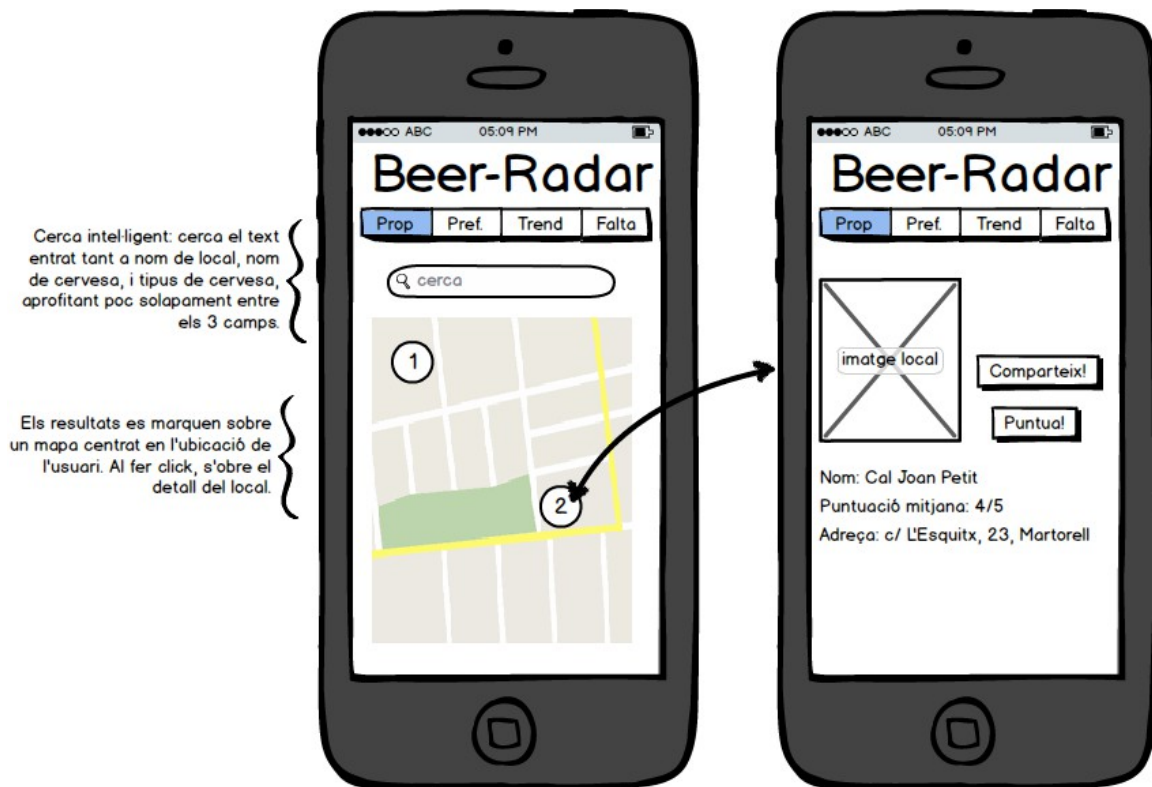 Cerca intel·ligent: cerca el text
entrat tant a nom de local, nom
de cervesa, i tipus de cervesa,
aprofitant poc solapament entre
els 3 camps.
Els resultats es marquen sobre
un mapa centrat en l'ubicació de
l'usuari. Al fer click, s'obre el
detall del local.
ABC 05:09 PM
Beer-Radar
Prop Pref. Trend Falta
cerca
1
2
ABC 05:09 PM
Beer-Radar
Prop Pref. Trend Falta
imatge local
Comparteix!
Puntua!
Nom: Cal Joan Petit
Puntuació mitjana: 4/5
Adreça: c/ L'Esquitx, 23, Martorell